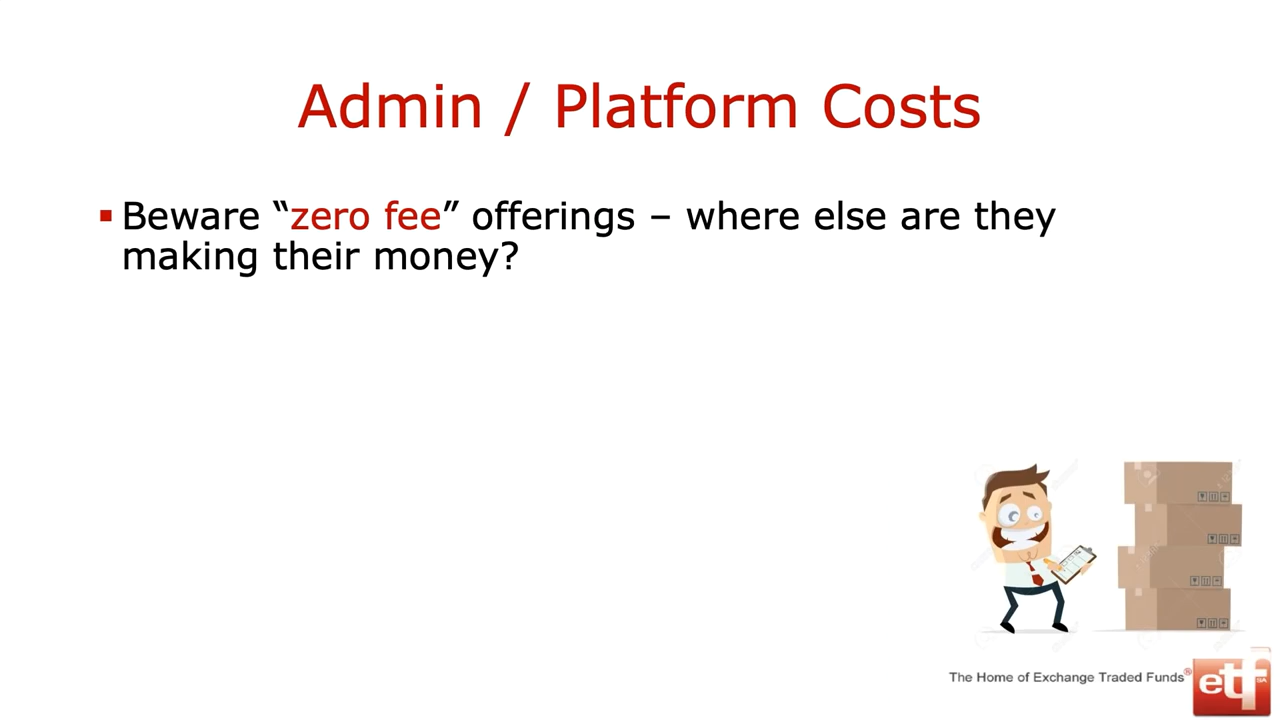 Admin / Platform Costs
Beware “zero fee” offerings – where else are they
making their money?
The Home of Exchange Traded Funds®
etf
SA